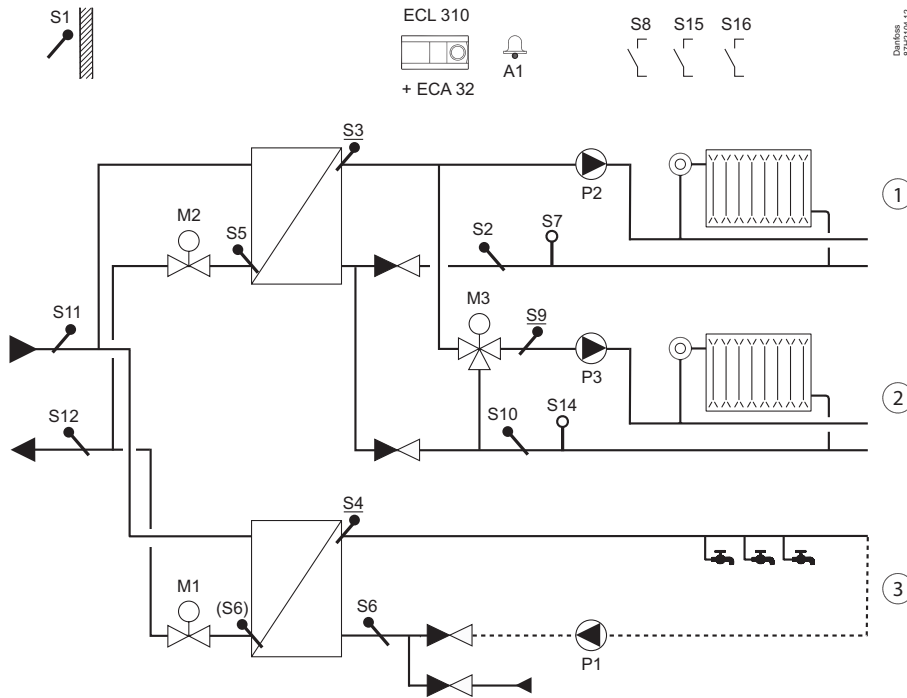 S1
ECL 310
+ ECA 32
A1
S8 S15 S16
Danfoss
S3
P2
1
M2
S5
S2
S7
S11
M3
S9
P3
2
S12
S10
S14
S4
M1
(S6)
S6
P1
3